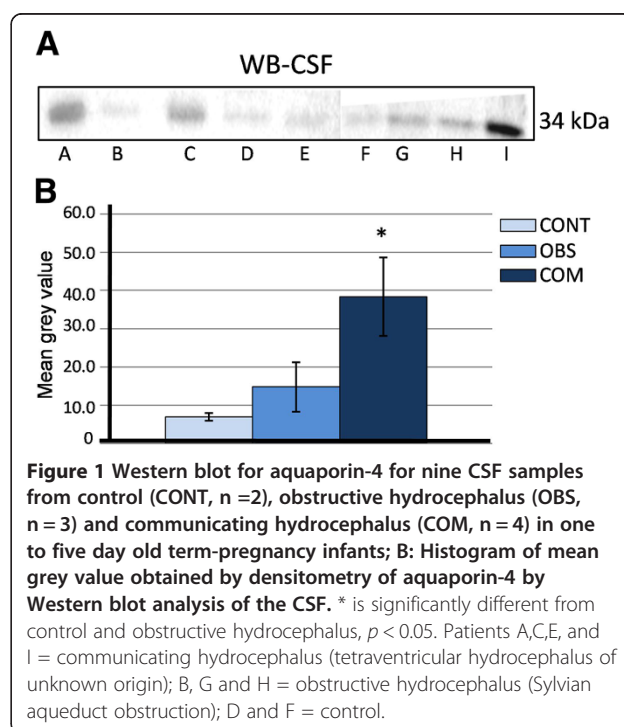 A
WB-CSF
34 kDa
A B C D E F G H I
B
60.0
50.0
40.0
30.0
20.0
10.0
0
Mean grey value
*
CONT
OBS
COM
Figure 1 Western blot for aquaporin-4 for nine CSF samples
from control (CONT, n =2), obstructive hydrocephalus (OBS,
n = 3) and communicating hydrocephalus (COM, n = 4) in one
to five day old term-pregnancy infants; B: Histogram of mean
grey value obtained by densitometry of aquaporin-4 by
Western blot analysis of the CSF. * is significantly different from
control and obstructive hydrocephalus, p < 0.05. Patients A,C,E, and
I = communicating hydrocephalus (tetraventricular hydrocephalus of
unknown origin); B, G and H = obstructive hydrocephalus (Sylvian
aqueduct obstruction); D and F = control.